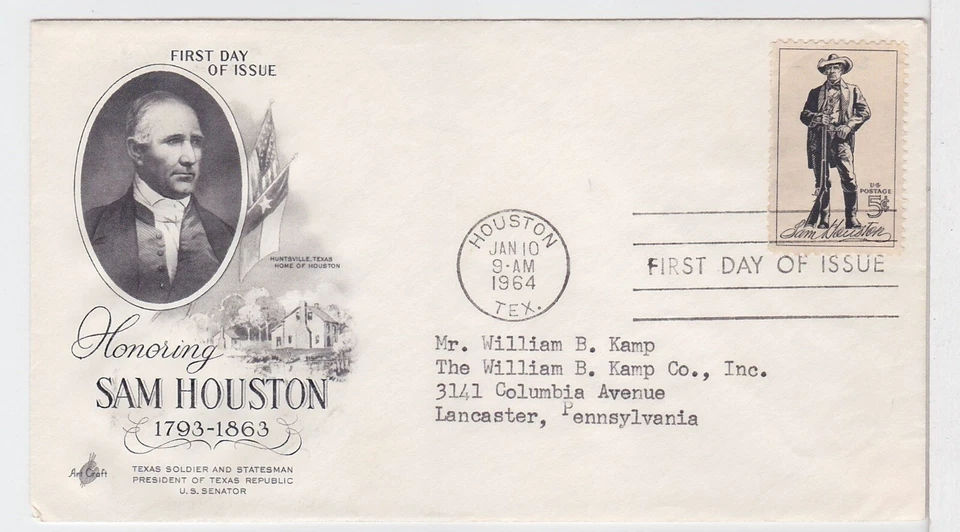 FIRST DAY
OF ISSUE
HUNTSVILLE, TEXAS
HOME OF HOUSTON
Honoring
SAM HOUSTON
1793-1863
Art Craft
TEXAS SOLDIER AND STATESMAN
PRESIDENT OF TEXAS REPUBLIC
U.S. SENATOR
HOUSTON
JAN 10
9-AM
1964
TEX.
U.S.
POSTAGE
5¢
Sam Houston
FIRST DAY OF ISSUE
Mr. William B. Kamp
The William B. Kamp Co., Inc.
3141 Columbia Avenue
Lancaster, Pennsylvania